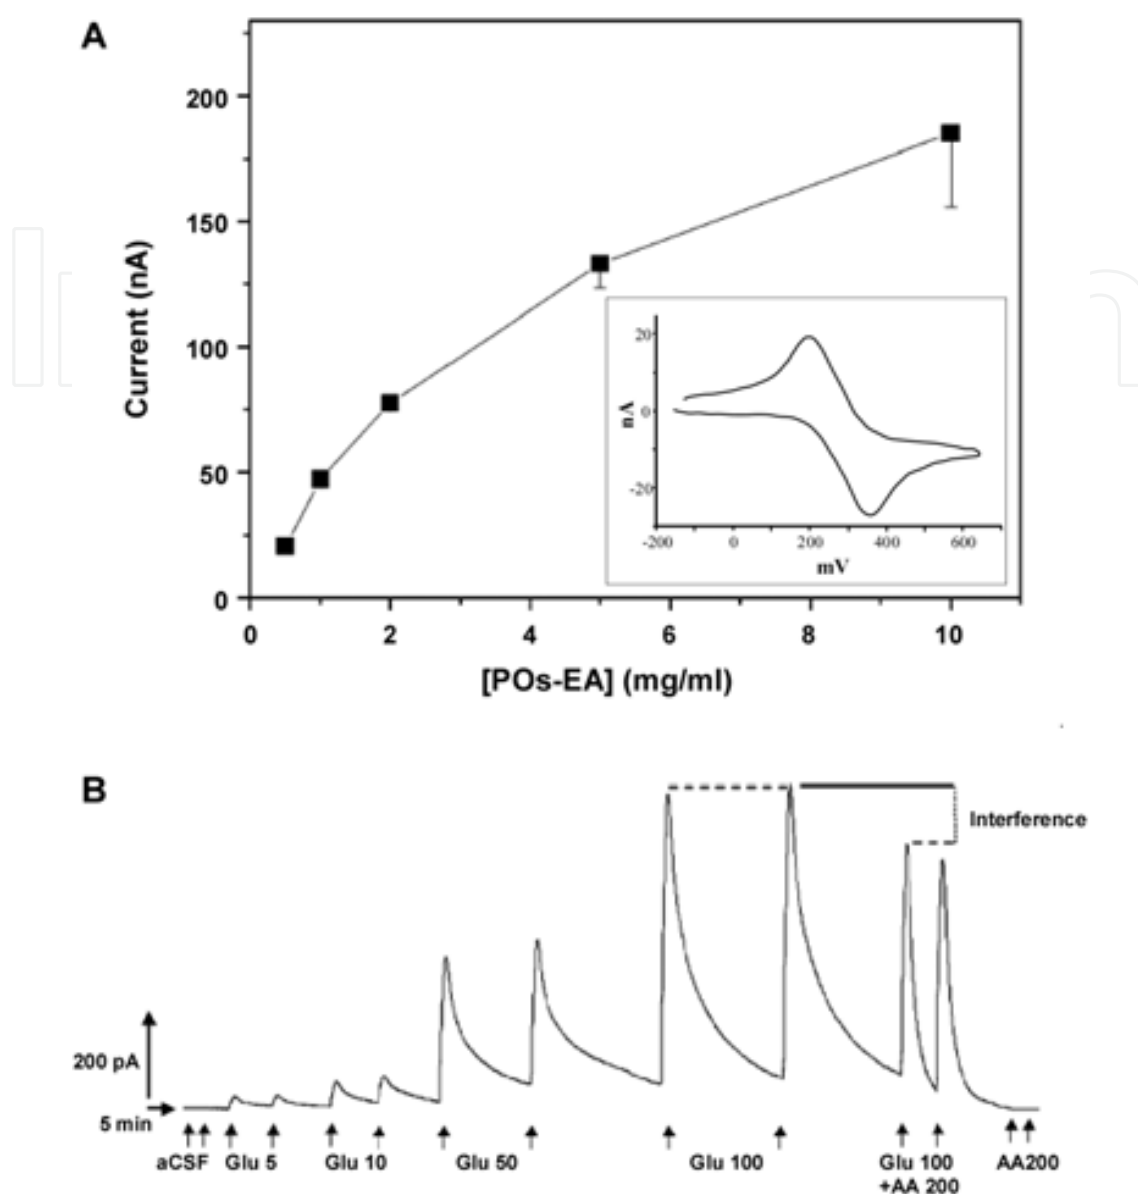 A
200
150
100
50
0
Current (nA)
20
0
-20
nA
-200 0 200 400 600
mV
0 2 4 6 8 10
[POs-EA] (mg/ml)
B
Interference
200 pA
5 min
aCSF Glu 5 Glu 10 Glu 50 Glu 100 Glu 100 AA200
+AA 200